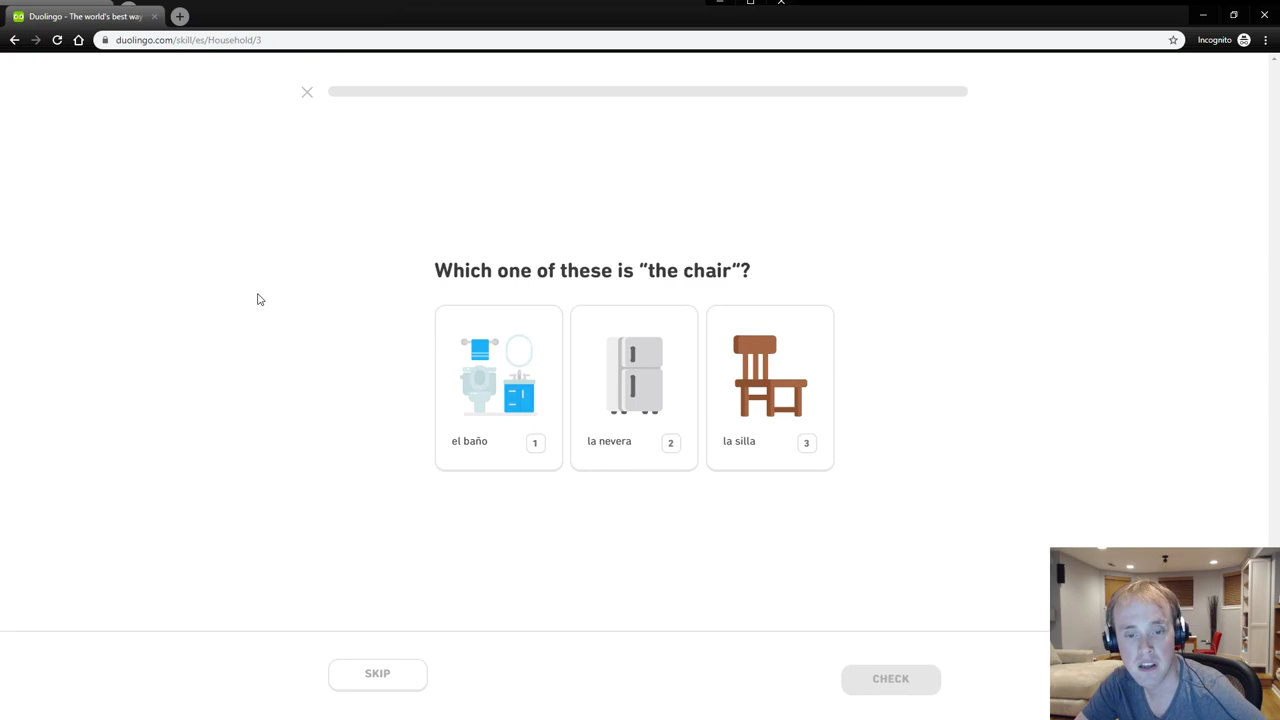 Duolingo - The world's best way
duolingo.com/skill/es/Household/3
Incognito
Which one of these is "the chair"?
el baño 1
la nevera 2
la silla 3
SKIP
CHECK